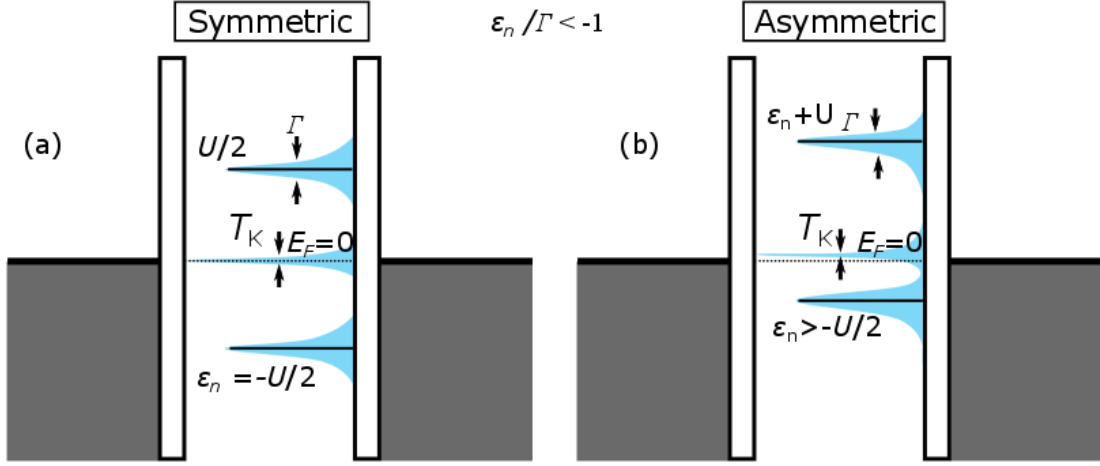 Symmetric
εn /Γ < -1
Asymmetric
(a)
U/2
Γ
TK
EF=0
εn =-U/2
(b)
εn+U
Γ
TK
EF=0
εn>-U/2